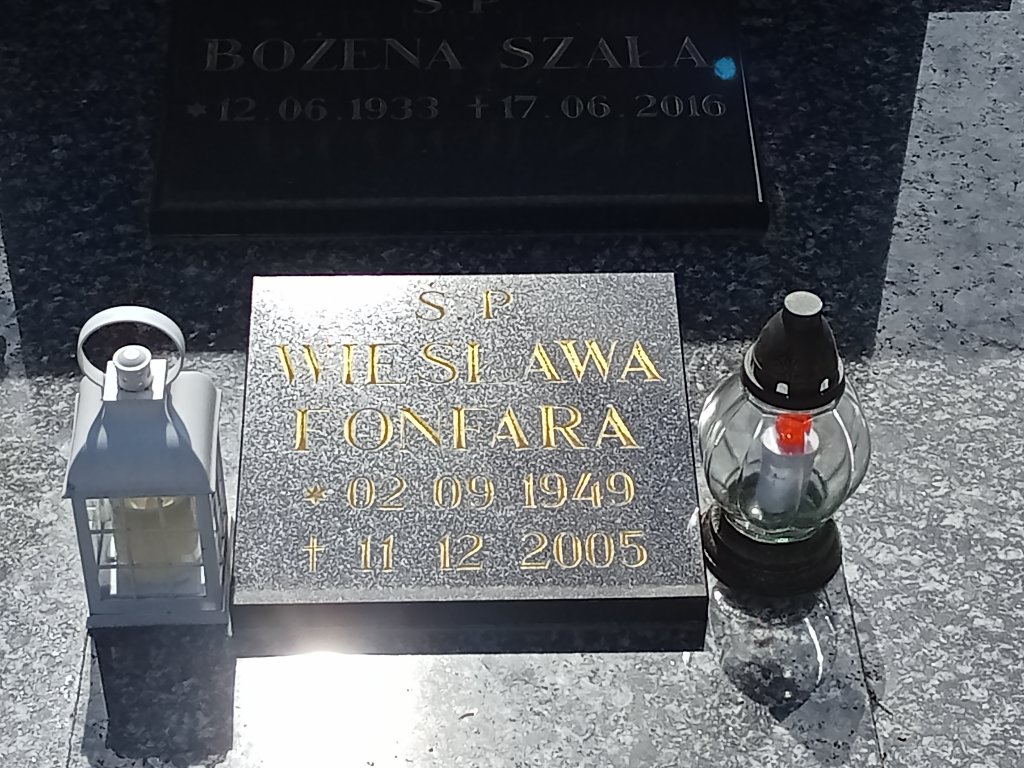 Ś P
BOŻENA SZAŁA
* 12.06.1933 † 17.06.2016
Ś. P
WIESŁAWA
FONFARA
* 02 09 1949
† 11 12 2005